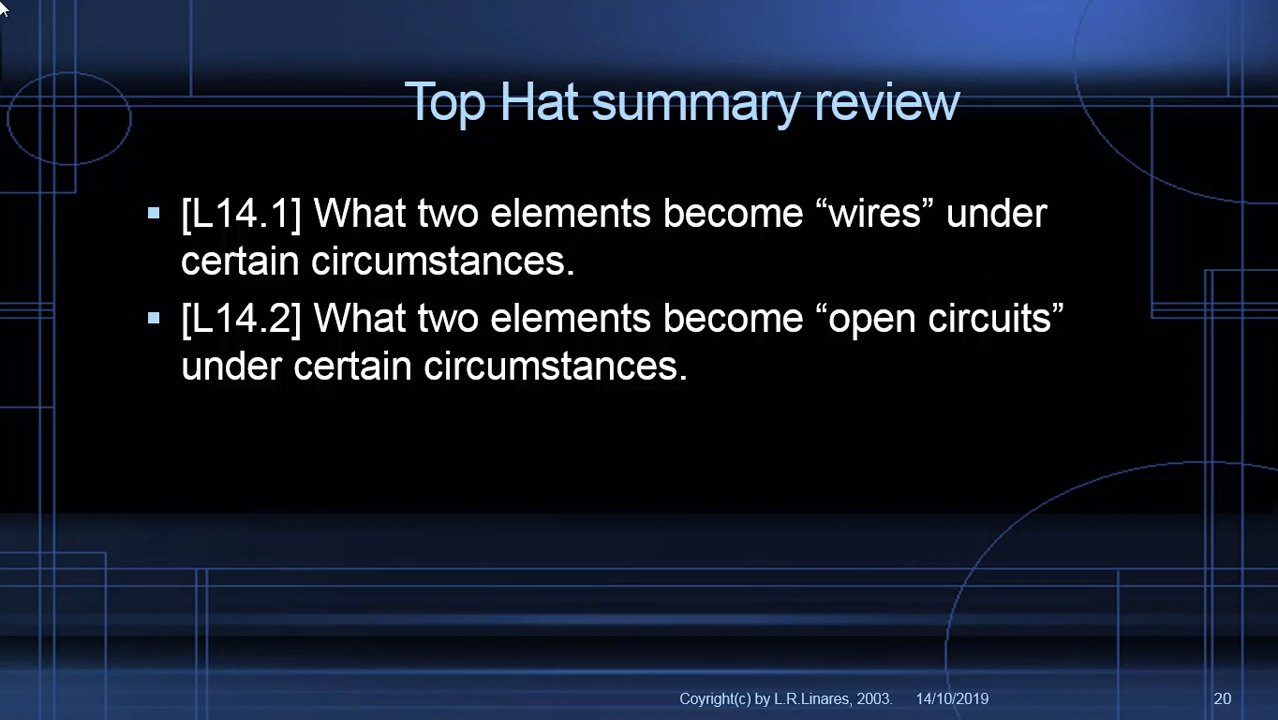 Top Hat summary review
▪ [L14.1] What two elements become “wires” under
certain circumstances.
▪ [L14.2] What two elements become “open circuits”
under certain circumstances.
Coyright(c) by L.R.Linares, 2003. 14/10/2019 20